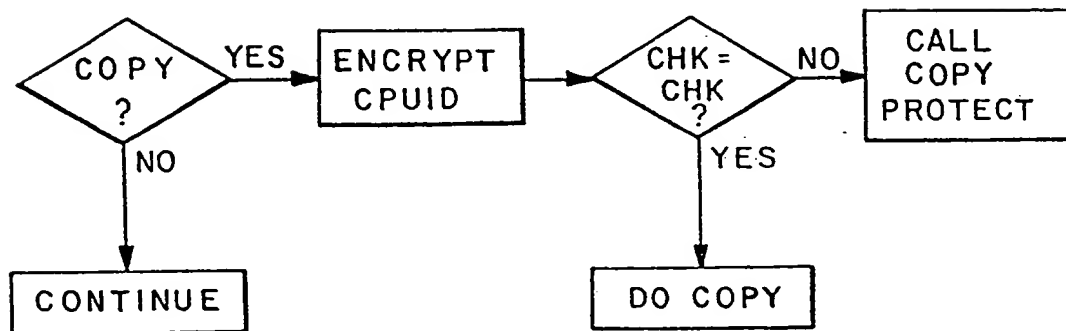 COPY
?
YES
NO
CONTINUE
ENCRYPT
CPUID
CHK =
CHK
?
NO
YES
CALL
COPY
PROTECT
DO COPY